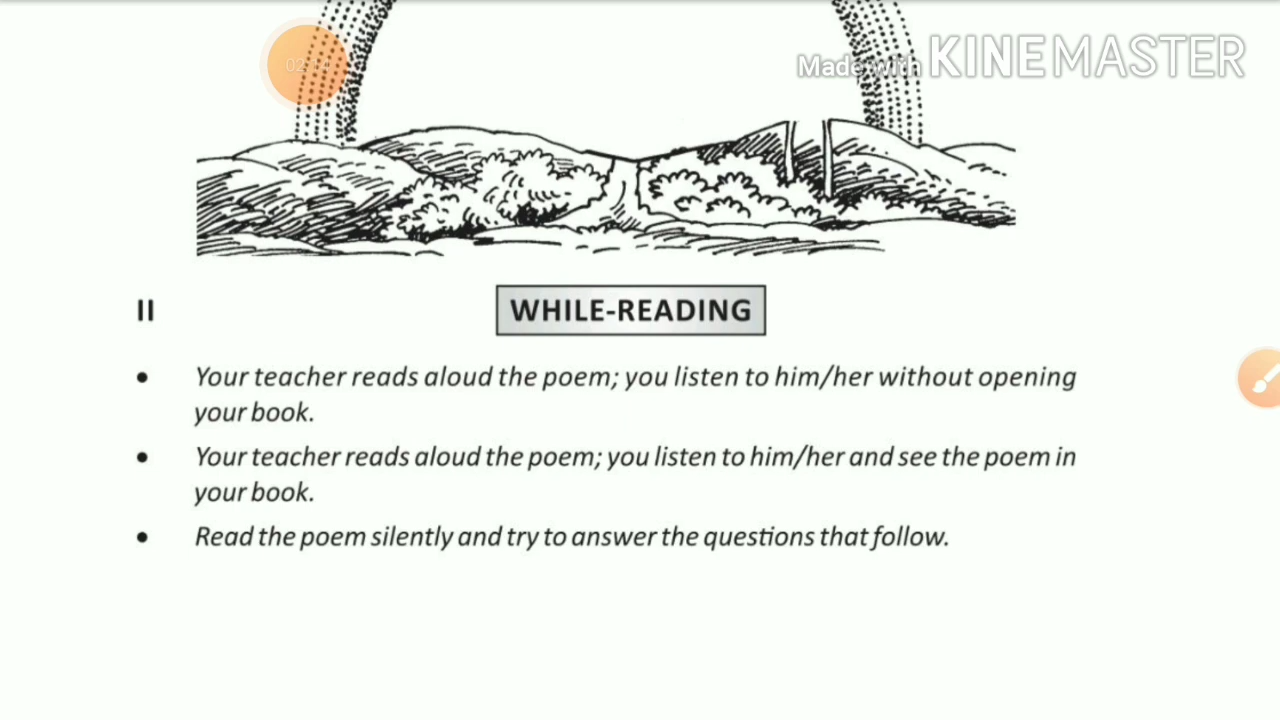 02:14
Made with KINEMASTER
II
WHILE-READING
• Your teacher reads aloud the poem; you listen to him/her without opening
your book.
• Your teacher reads aloud the poem; you listen to him/her and see the poem in
your book.
• Read the poem silently and try to answer the questions that follow.